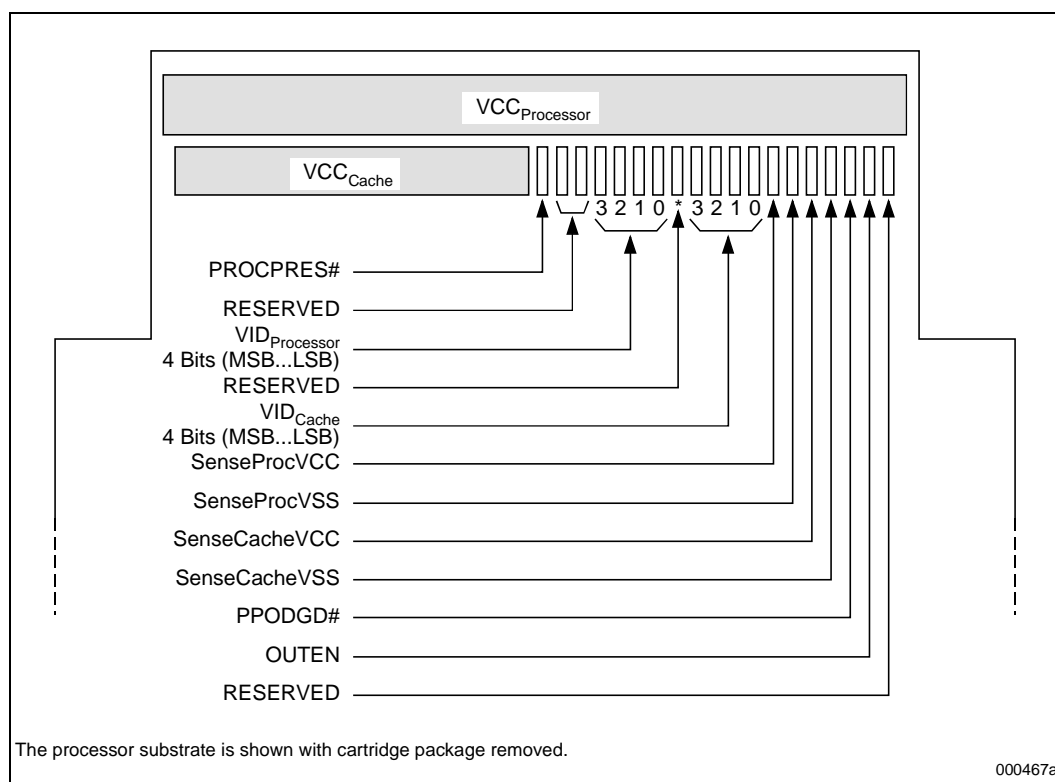 VCCProcessor
VCCCache
3 2 1 0 * 3 2 1 0
PROCPRES#
RESERVED
VIDProcessor
4 Bits (MSB...LSB)
RESERVED
VIDCache
4 Bits (MSB...LSB)
SenseProcVCC
SenseProcVSS
SenseCacheVCC
SenseCacheVSS
PPODGD#
OUTEN
RESERVED
The processor substrate is shown with cartridge package removed.
000467a